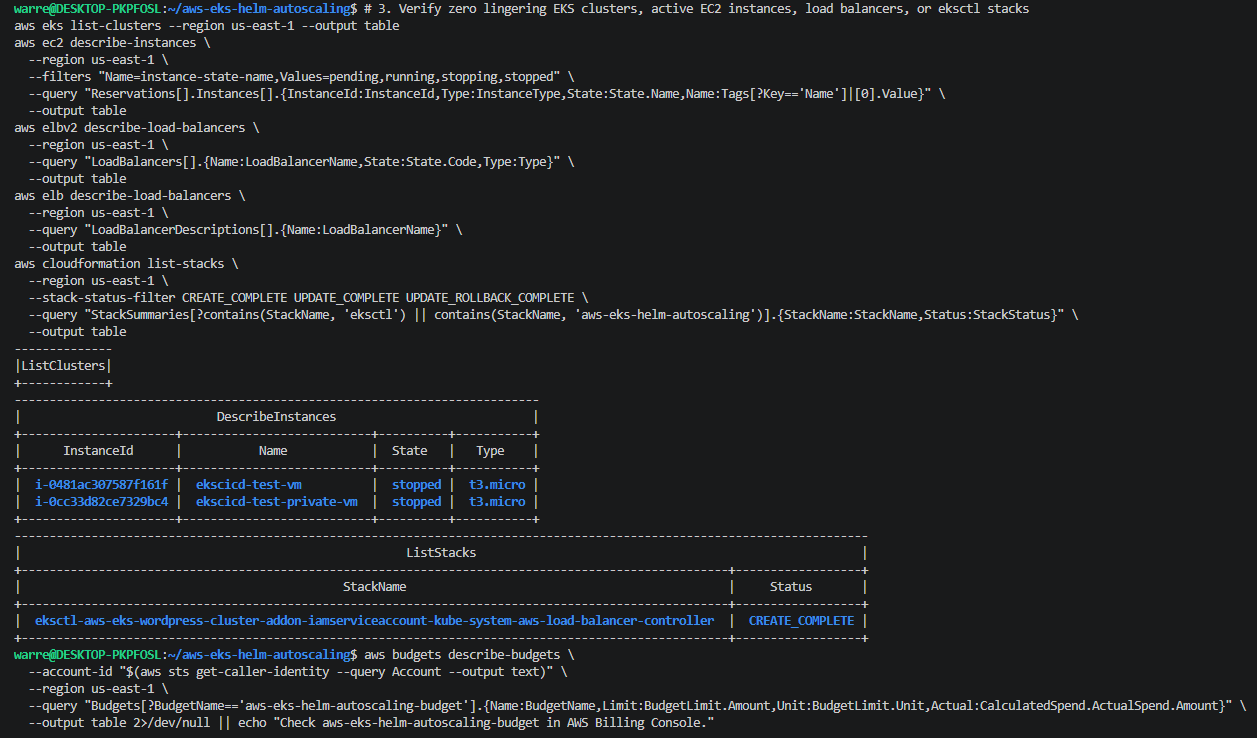 warre@DESKTOP-PKPFOSL:~/aws-eks-helm-autoscaling$ # 3. Verify zero lingering EKS clusters, active EC2 instances, load balancers, or eksctl stacks
aws eks list-clusters --region us-east-1 --output table
aws ec2 describe-instances \
  --region us-east-1 \
  --filters "Name=instance-state-name,Values=pending,running,stopping,stopped" \
  --query "Reservations[].Instances[].{InstanceId:InstanceId,Type:InstanceType,State:State.Name,Name:Tags[?Key=='Name']|[0].Value}" \
  --output table
aws elbv2 describe-load-balancers \
  --region us-east-1 \
  --query "LoadBalancers[].{Name:LoadBalancerName,State:State.Code,Type:Type}" \
  --output table
aws elb describe-load-balancers \
  --region us-east-1 \
  --query "LoadBalancerDescriptions[].{Name:LoadBalancerName}" \
  --output table
aws cloudformation list-stacks \
  --region us-east-1 \
  --stack-status-filter CREATE_COMPLETE UPDATE_COMPLETE UPDATE_ROLLBACK_COMPLETE \
  --query "StackSummaries[?contains(StackName, 'eksctl') || contains(StackName, 'aws-eks-helm-autoscaling')].{StackName:StackName,Status:StackStatus}" \
  --output table
--------------
|ListClusters|
+------------+
---------------------------------------------------------------------------
|                            DescribeInstances                            |
+----------------------+---------------------------+----------+-----------+
|      InstanceId      |           Name            |  State   |   Type    |
+----------------------+---------------------------+----------+-----------+
|  i-0481ac307587f161f |  ekscicd-test-vm          |  stopped |  t3.micro |
|  i-0cc33d82ce7329bc4 |  ekscicd-test-private-vm  |  stopped |  t3.micro |
+----------------------+---------------------------+----------+-----------+
--------------------------------------------------------------------------------------------------------------------------
|                                                       ListStacks                                                       |
+-----------------------------------------------------------------------------------------------------+------------------+
|                                              StackName                                              |     Status       |
+-----------------------------------------------------------------------------------------------------+------------------+
|  eksctl-aws-eks-wordpress-cluster-addon-iamserviceaccount-kube-system-aws-load-balancer-controller  |  CREATE_COMPLETE |
+-----------------------------------------------------------------------------------------------------+------------------+
warre@DESKTOP-PKPFOSL:~/aws-eks-helm-autoscaling$ aws budgets describe-budgets \
  --account-id "$(aws sts get-caller-identity --query Account --output text)" \
  --region us-east-1 \
  --query "Budgets[?BudgetName=='aws-eks-helm-autoscaling-budget'].{Name:BudgetName,Limit:BudgetLimit.Amount,Unit:BudgetLimit.Unit,Actual:CalculatedSpend.ActualSpend.Amount}" \
  --output table 2>/dev/null || echo "Check aws-eks-helm-autoscaling-budget in AWS Billing Console."